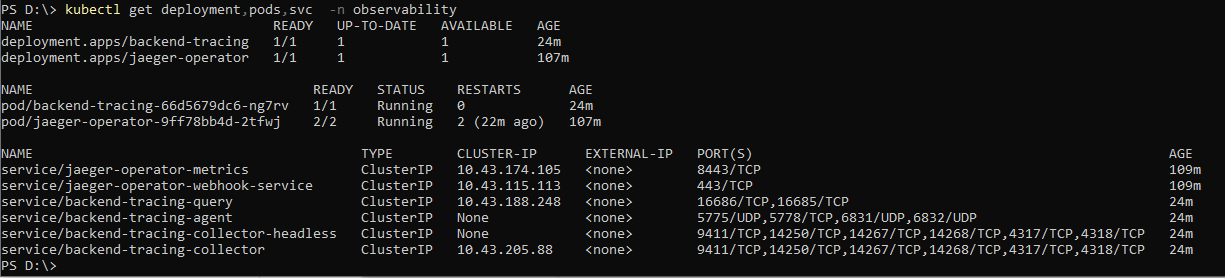 PS D:\> kubectl get deployment,pods,svc  -n observability
NAME                              READY   UP-TO-DATE   AVAILABLE   AGE
deployment.apps/backend-tracing   1/1     1            1           24m
deployment.apps/jaeger-operator   1/1     1            1           107m

NAME                                   READY   STATUS    RESTARTS      AGE
pod/backend-tracing-66d5679dc6-ng7rv   1/1     Running   0             24m
pod/jaeger-operator-9ff78bb4d-2tfwj    2/2     Running   2 (22m ago)   107m

NAME                                         TYPE        CLUSTER-IP      EXTERNAL-IP   PORT(S)                                                  AGE
service/jaeger-operator-metrics              ClusterIP   10.43.174.105   <none>        8443/TCP                                                 109m
service/jaeger-operator-webhook-service      ClusterIP   10.43.115.113   <none>        443/TCP                                                  109m
service/backend-tracing-query                ClusterIP   10.43.188.248   <none>        16686/TCP,16685/TCP                                      24m
service/backend-tracing-agent                ClusterIP   None            <none>        5775/UDP,5778/TCP,6831/UDP,6832/UDP                      24m
service/backend-tracing-collector-headless   ClusterIP   None            <none>        9411/TCP,14250/TCP,14267/TCP,14268/TCP,4317/TCP,4318/TCP   24m
service/backend-tracing-collector            ClusterIP   10.43.205.88    <none>        9411/TCP,14250/TCP,14267/TCP,14268/TCP,4317/TCP,4318/TCP   24m
PS D:\>